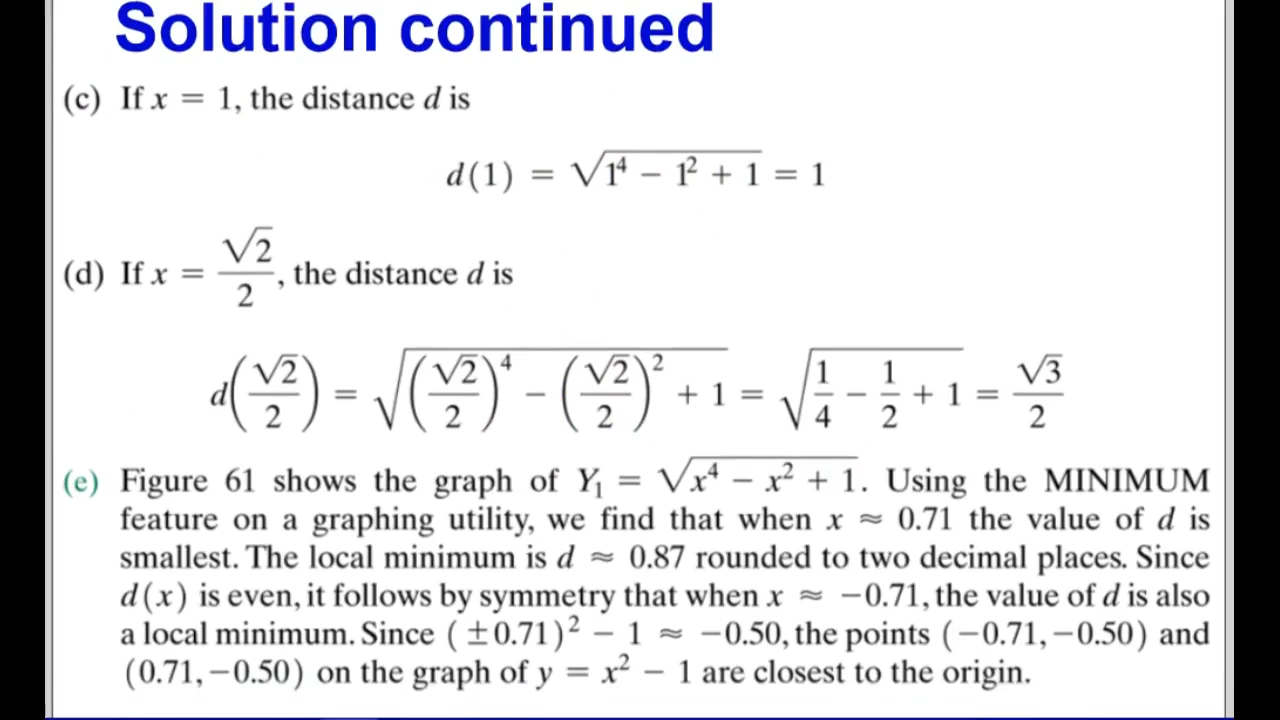 Solution continued
(c) If x = 1, the distance d is
d(1) = √(1⁴ − 1² + 1) = 1
(d) If x = √2/2, the distance d is
d(√2/2) = √((√2/2)⁴ − (√2/2)² + 1) = √(1/4 − 1/2 + 1) = √3/2
(e) Figure 61 shows the graph of Y₁ = √(x⁴ − x² + 1). Using the MINIMUM
feature on a graphing utility, we find that when x ≈ 0.71 the value of d is
smallest. The local minimum is d ≈ 0.87 rounded to two decimal places. Since
d(x) is even, it follows by symmetry that when x ≈ −0.71, the value of d is also
a local minimum. Since (±0.71)² − 1 ≈ −0.50, the points (−0.71, −0.50) and
(0.71, −0.50) on the graph of y = x² − 1 are closest to the origin.